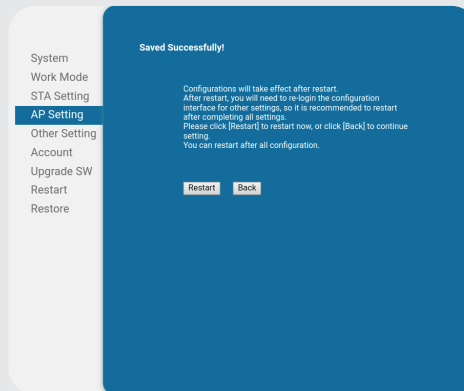 System
Work Mode
STA Setting
AP Setting
Other Setting
Account
Upgrade SW
Restart
Restore
Saved Successfully!
Configurations will take effect after restart.
After restart, you will need to re-login the configuration
interface for other settings, so it is recommended to restart
after completing all settings.
Please click [Restart] to restart now, or click [Back] to continue
setting.
You can restart after all configuration.
Restart Back